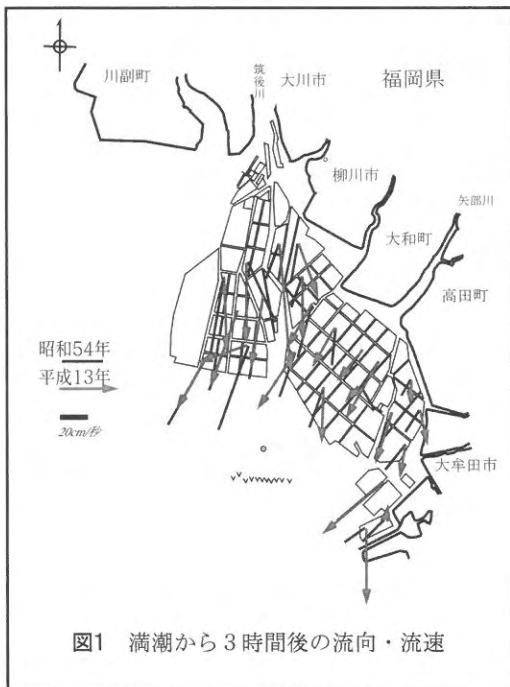 川副町
筑後川
大川市
福岡県
柳川市
矢部川
大和町
高田町
昭和54年
平成13年
20cm/秒
大牟田市
図1 満潮から3時間後の流向・流速